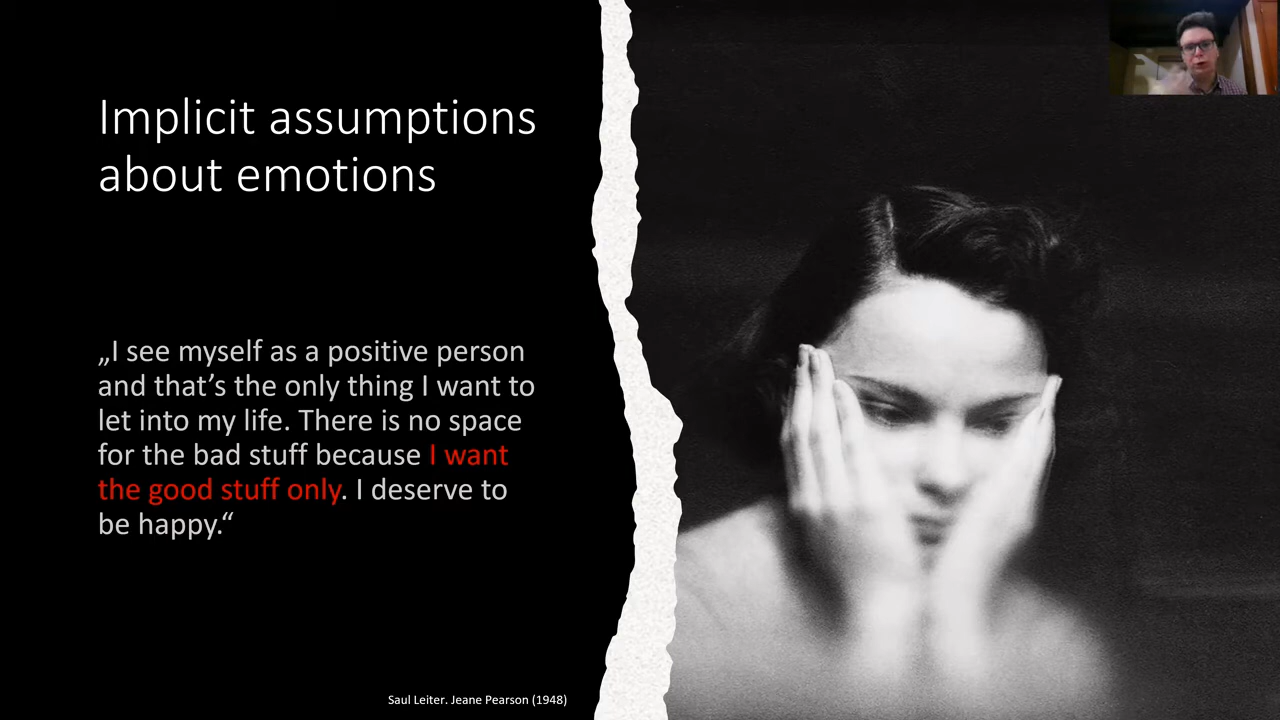 Implicit assumptions
about emotions
„I see myself as a positive person
and that’s the only thing I want to
let into my life. There is no space
for the bad stuff because I want
the good stuff only. I deserve to
be happy.“
Saul Leiter. Jeane Pearson (1948)